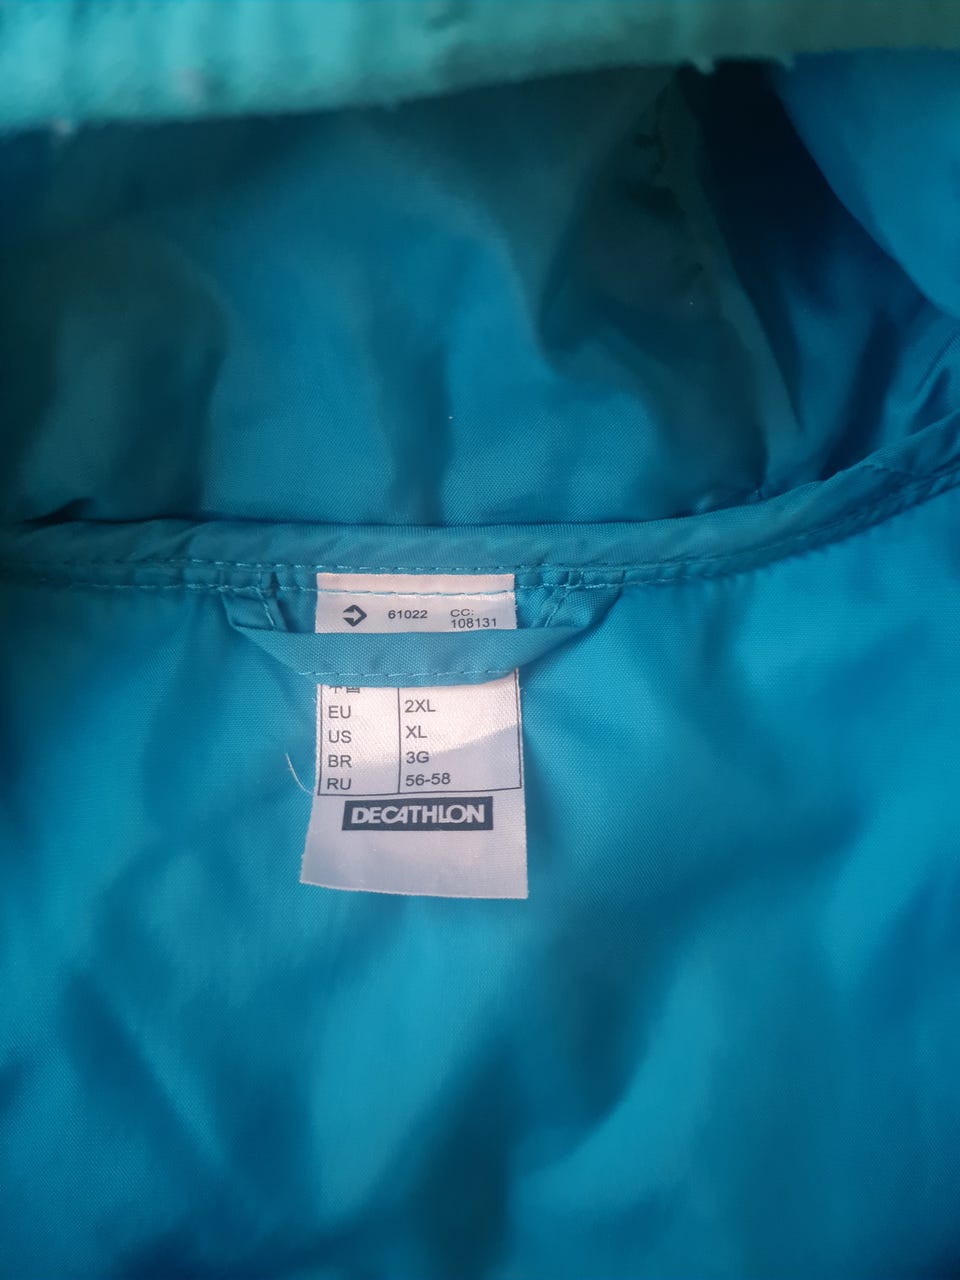 61022 CC:
108131
EU 2XL
US XL
BR 3G
RU 56-58
DECATHLON